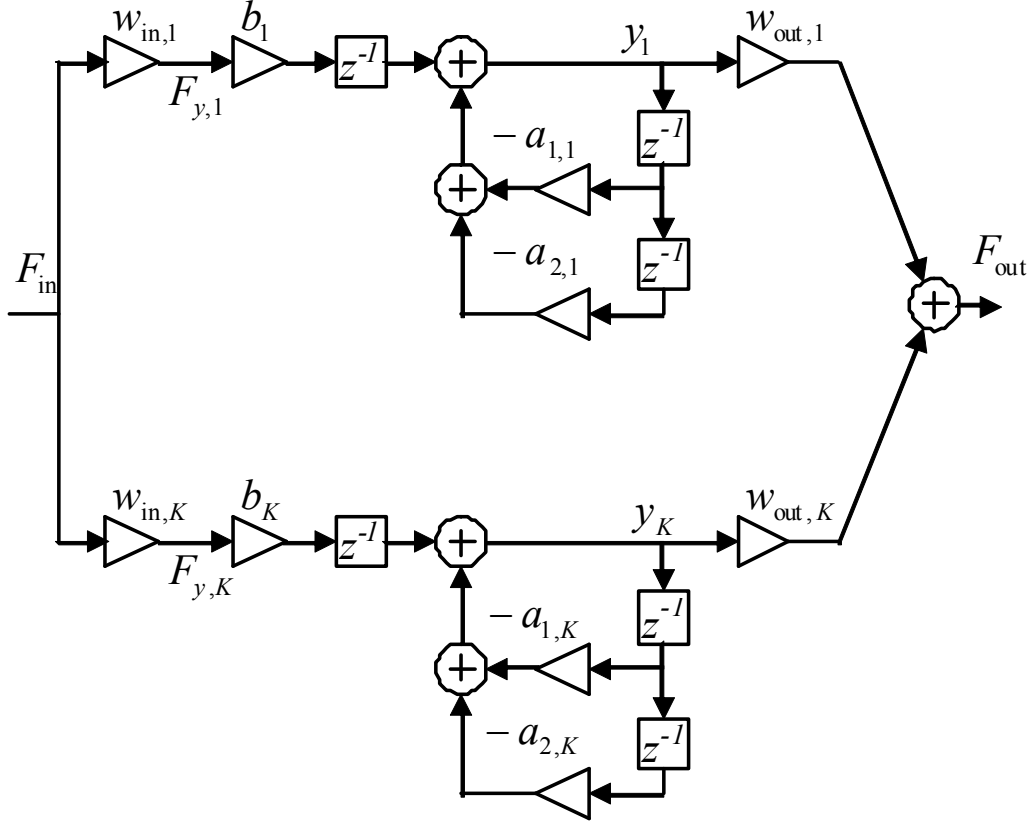 w_in,1 b_1 y_1 w_out,1
z^-1
F_y,1
z^-1
− a_1,1
− a_2,1
z^-1
F_in
F_out
w_in,K b_K y_K w_out,K
z^-1
F_y,K
z^-1
− a_1,K
− a_2,K
z^-1